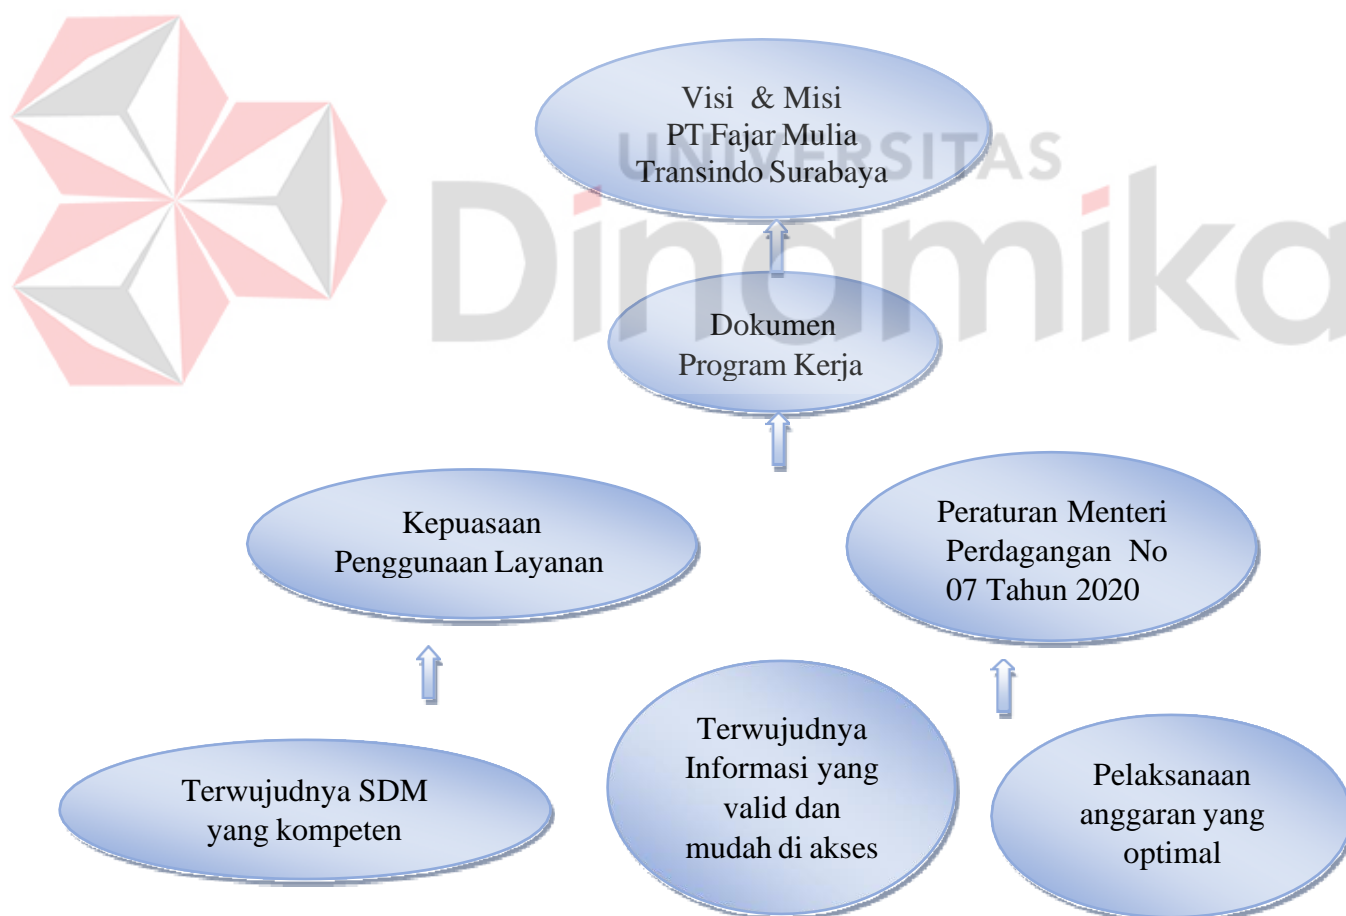 Visi & Misi
PT Fajar Mulia
Transindo Surabaya
UNIVERSITAS
Dinamika
Dokumen
Program Kerja
Kepuasaan
Penggunaan Layanan
Peraturan Menteri
Perdagangan No
07 Tahun 2020
Terwujudnya SDM
yang kompeten
Terwujudnya
Informasi yang
valid dan
mudah di akses
Pelaksanaan
anggaran yang
optimal